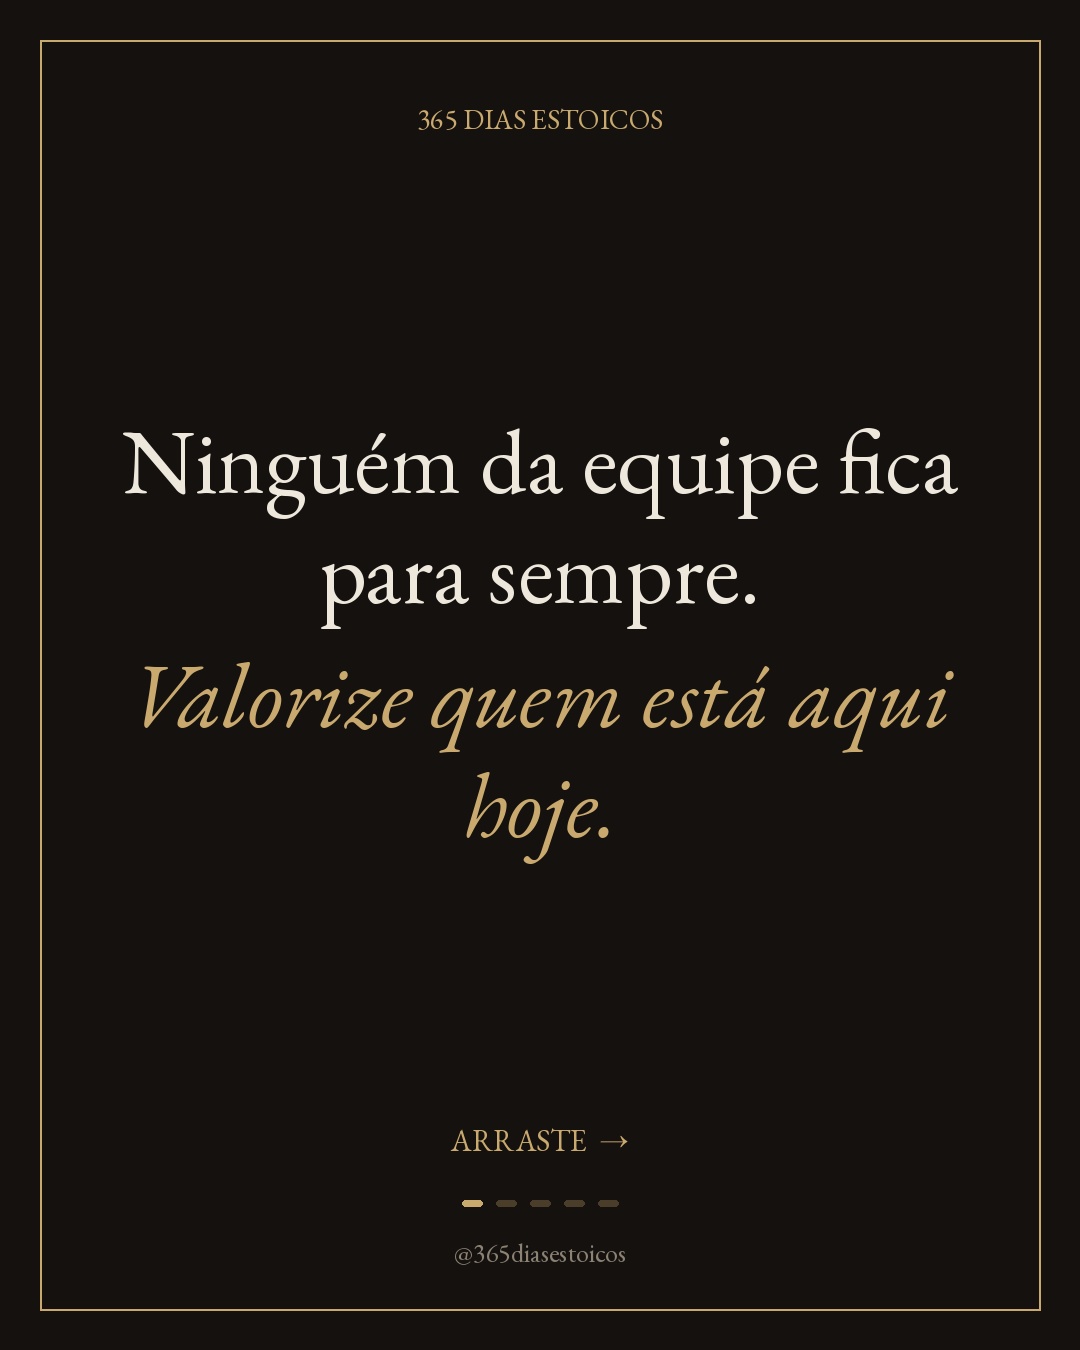 365 DIAS ESTOICOS
Ninguém da equipe fica
para sempre.
Valorize quem está aqui
hoje.
ARRASTE →
@365diasestoicos